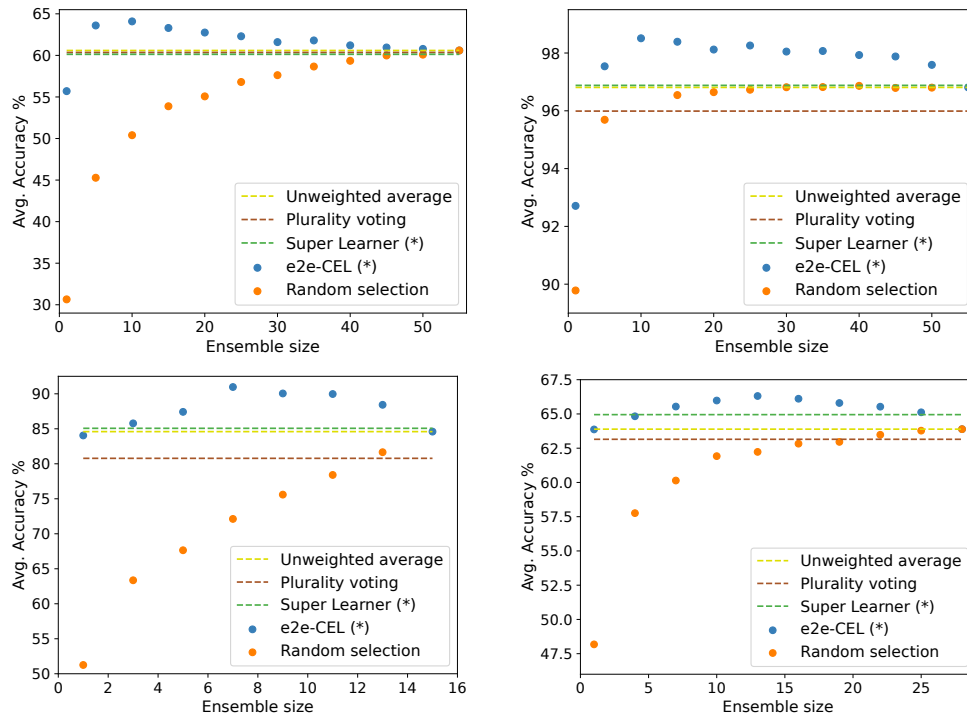 65
60
55
50
45
40
35
30
Avg. Accuracy %
0 10 20 30 40 50
Ensemble size
Unweighted average
Plurality voting
Super Learner (*)
e2e-CEL (*)
Random selection
98
96
94
92
90
Avg. Accuracy %
0 10 20 30 40 50
Ensemble size
Unweighted average
Plurality voting
Super Learner (*)
e2e-CEL (*)
Random selection
90
85
80
75
70
65
60
55
50
Avg. Accuracy %
0 2 4 6 8 10 12 14 16
Ensemble size
Unweighted average
Plurality voting
Super Learner (*)
e2e-CEL (*)
Random selection
67.5
65.0
62.5
60.0
57.5
55.0
52.5
50.0
47.5
Avg. Accuracy %
0 5 10 15 20 25
Ensemble size
Unweighted average
Plurality voting
Super Learner (*)
e2e-CEL (*)
Random selection